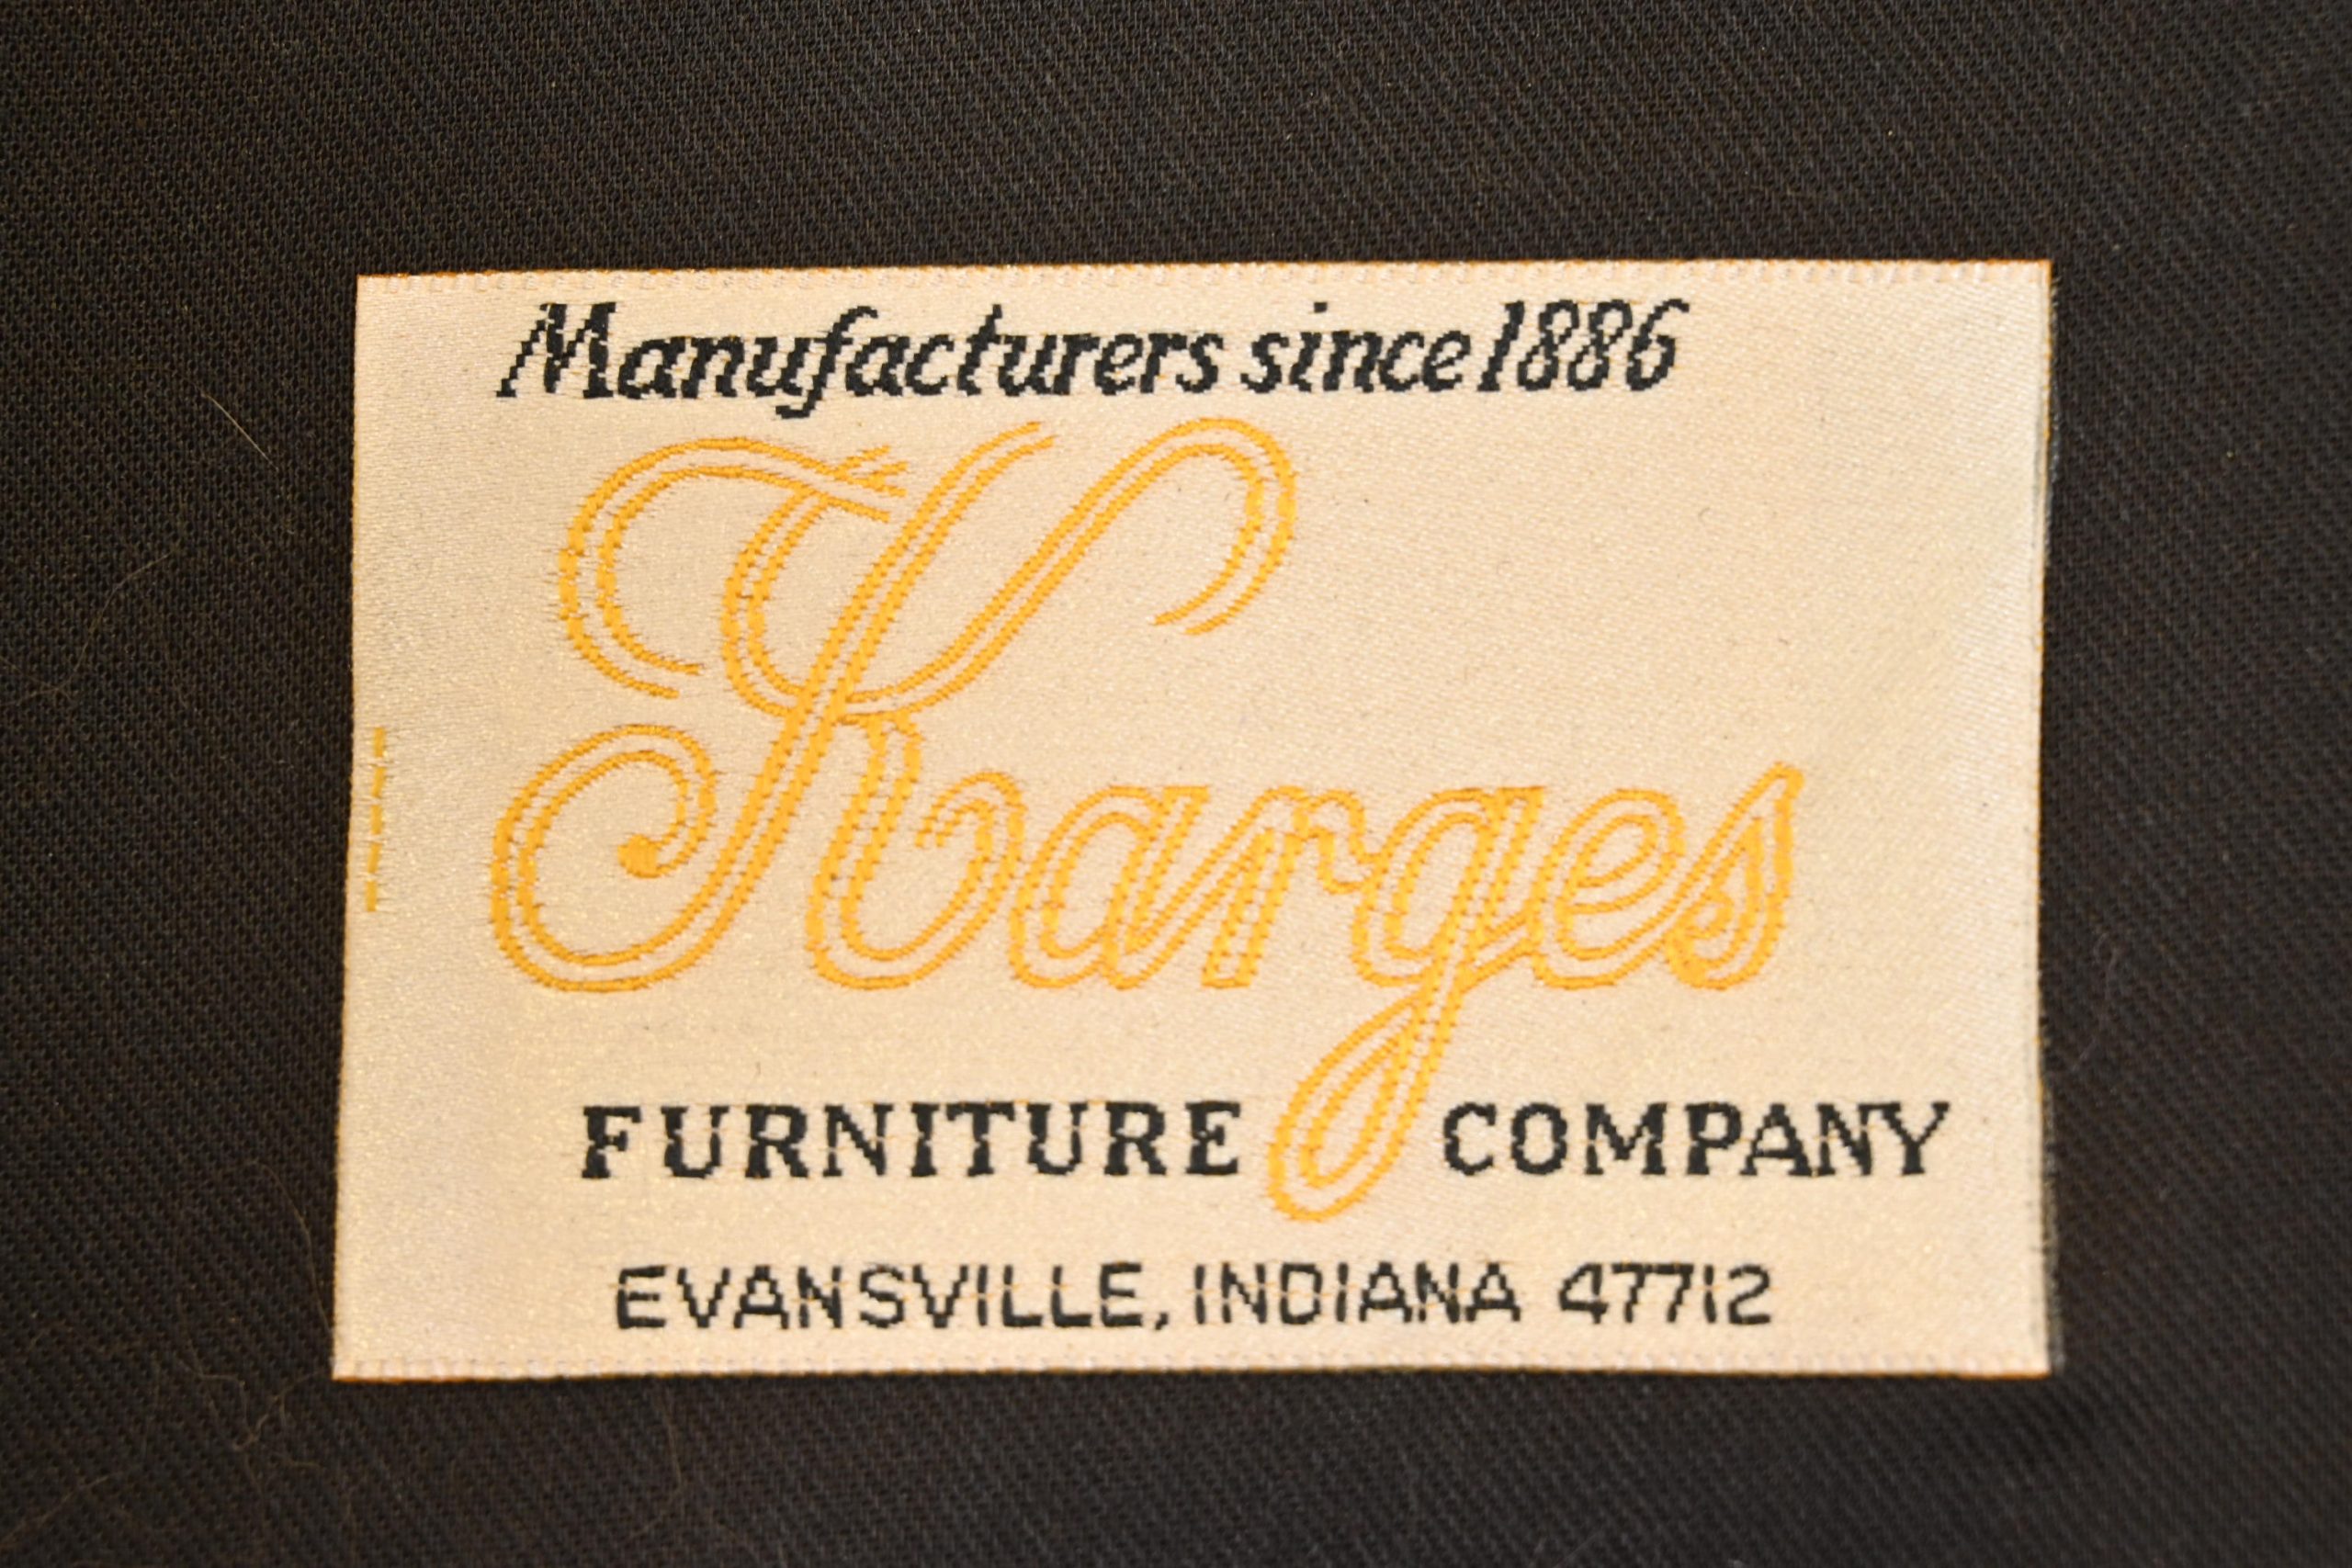 Manufacturers since 1886
Karges
FURNITURE COMPANY
EVANSVILLE, INDIANA 47712